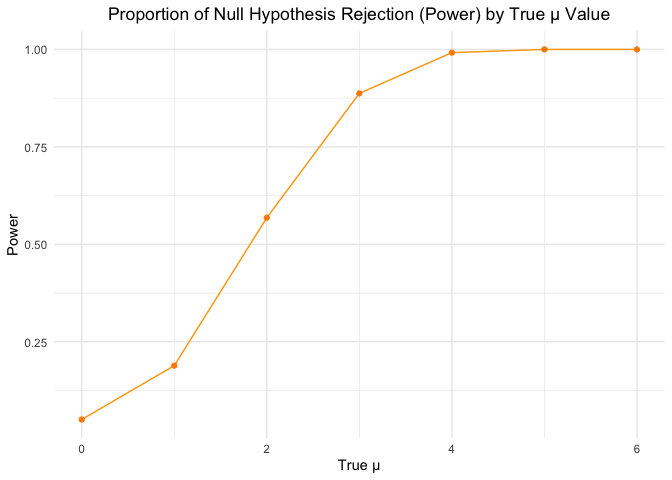 Proportion of Null Hypothesis Rejection (Power) by True μ Value
1.00
0.75
0.50
0.25
Power
0 2 4 6
True μ